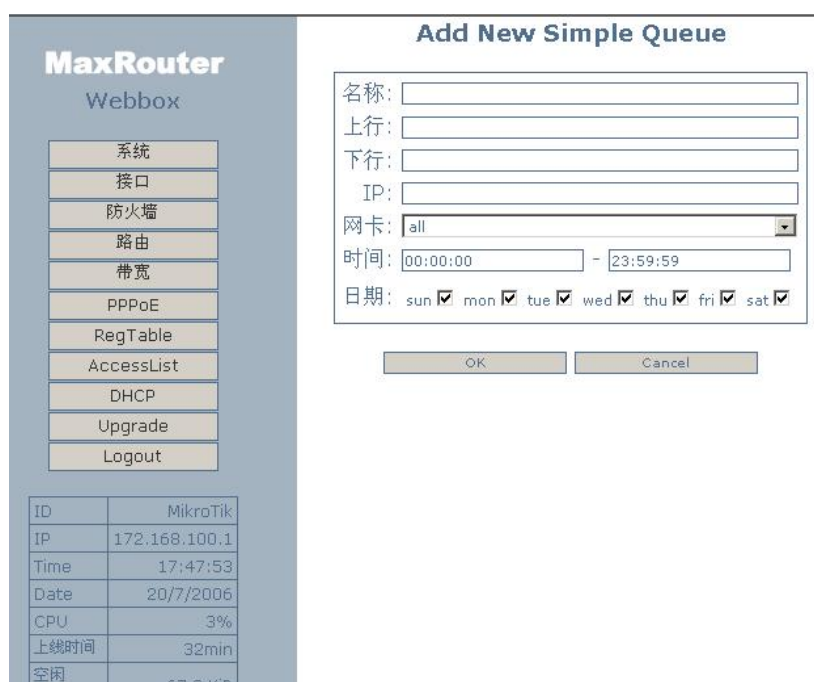 MaxRouter
Webbox
系统
接口
防火墙
路由
带宽
PPPoE
RegTable
AccessList
DHCP
Upgrade
Logout
ID MikroTik
IP 172.168.100.1
Time 17:47:53
Date 20/7/2006
CPU 3%
上线时间 32min
空闲
Add New Simple Queue
名称:
上行:
下行:
IP:
网卡: all
时间: 00:00:00 - 23:59:59
日期: sun mon tue wed thu fri sat
OK Cancel